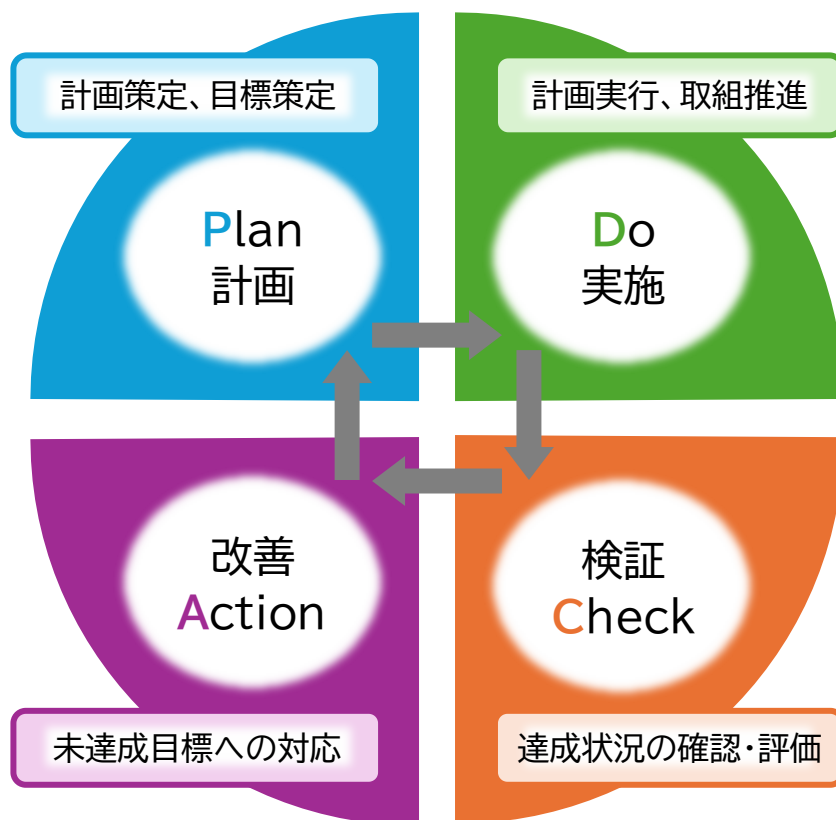 計画策定、目標策定
計画実行、取組推進
Plan
計画
Do
実施
改善
Action
検証
Check
未達成目標への対応
達成状況の確認・評価